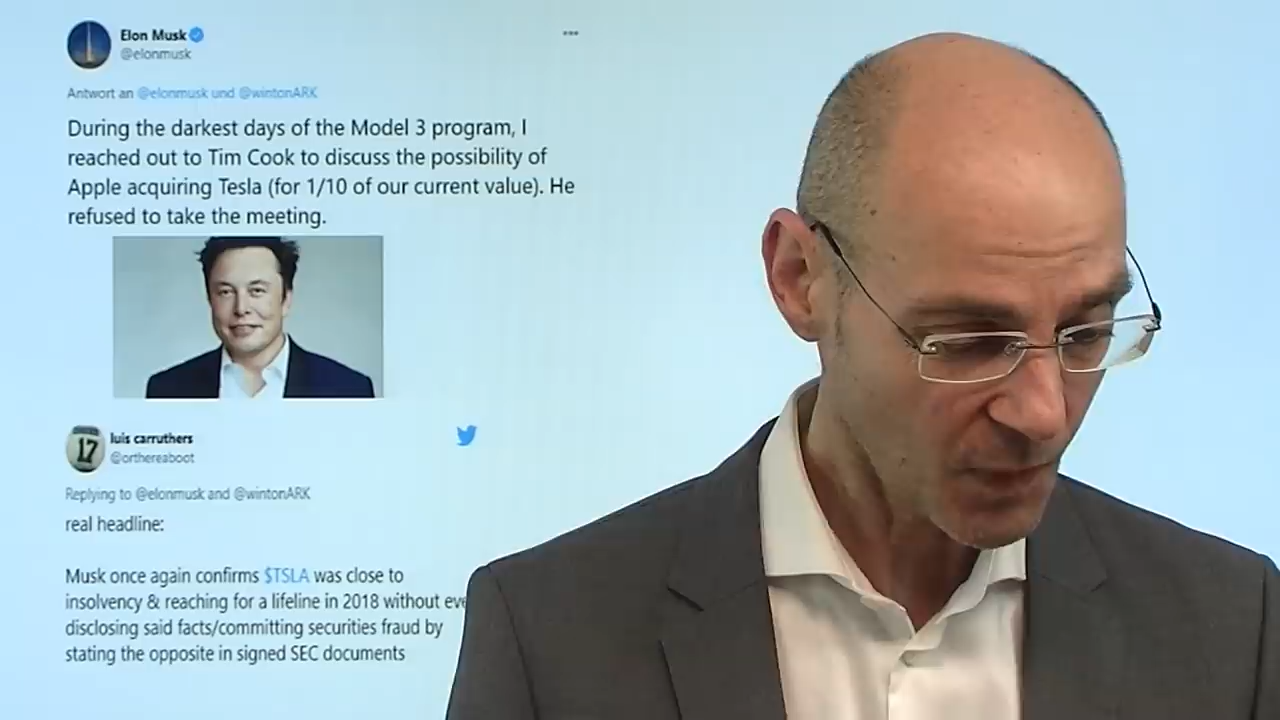 Elon Musk
@elonmusk
Antwort an @elonmusk und @wintonARK
During the darkest days of the Model 3 program, I
reached out to Tim Cook to discuss the possibility of
Apple acquiring Tesla (for 1/10 of our current value). He
refused to take the meeting.
17
luis carruthers
@orthereaboot
Replying to @elonmusk and @wintonARK
real headline:
Musk once again confirms $TSLA was close to
insolvency & reaching for a lifeline in 2018 without eve
disclosing said facts/committing securities fraud by
stating the opposite in signed SEC documents